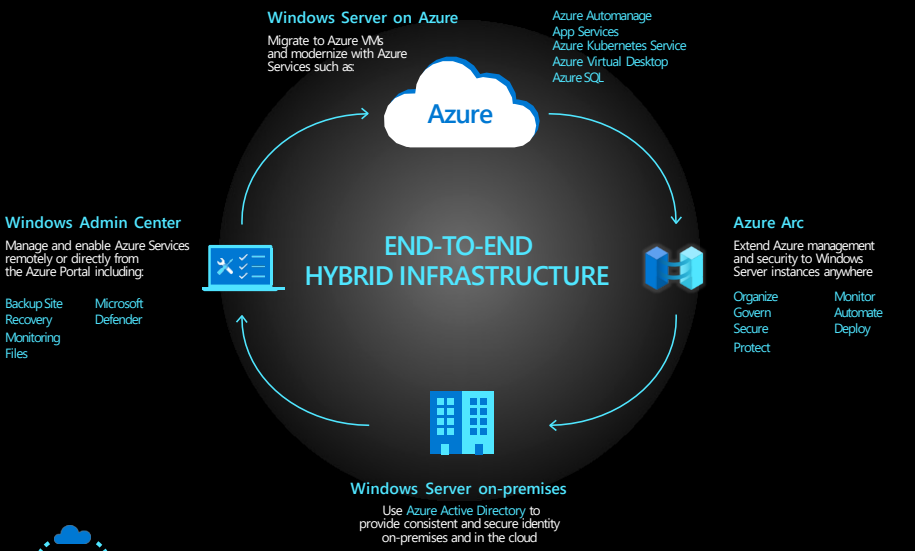 Windows Server on Azure
Migrate to Azure VMs
and modernize with Azure
Services such as:
Azure Automanage
App Services
Azure Kubernetes Service
Azure Virtual Desktop
Azure SQL
Azure
Windows Admin Center
Manage and enable Azure Services
remotely or directly from
the Azure Portal including:
Backup Site
Recovery
Monitoring
Files
Microsoft
Defender
END-TO-END
HYBRID INFRASTRUCTURE
Azure Arc
Extend Azure management
and security to Windows
Server instances anywhere
Organize
Govern
Secure
Protect
Monitor
Automate
Deploy
Windows Server on-premises
Use Azure Active Directory to
provide consistent and secure identity
on-premises and in the cloud